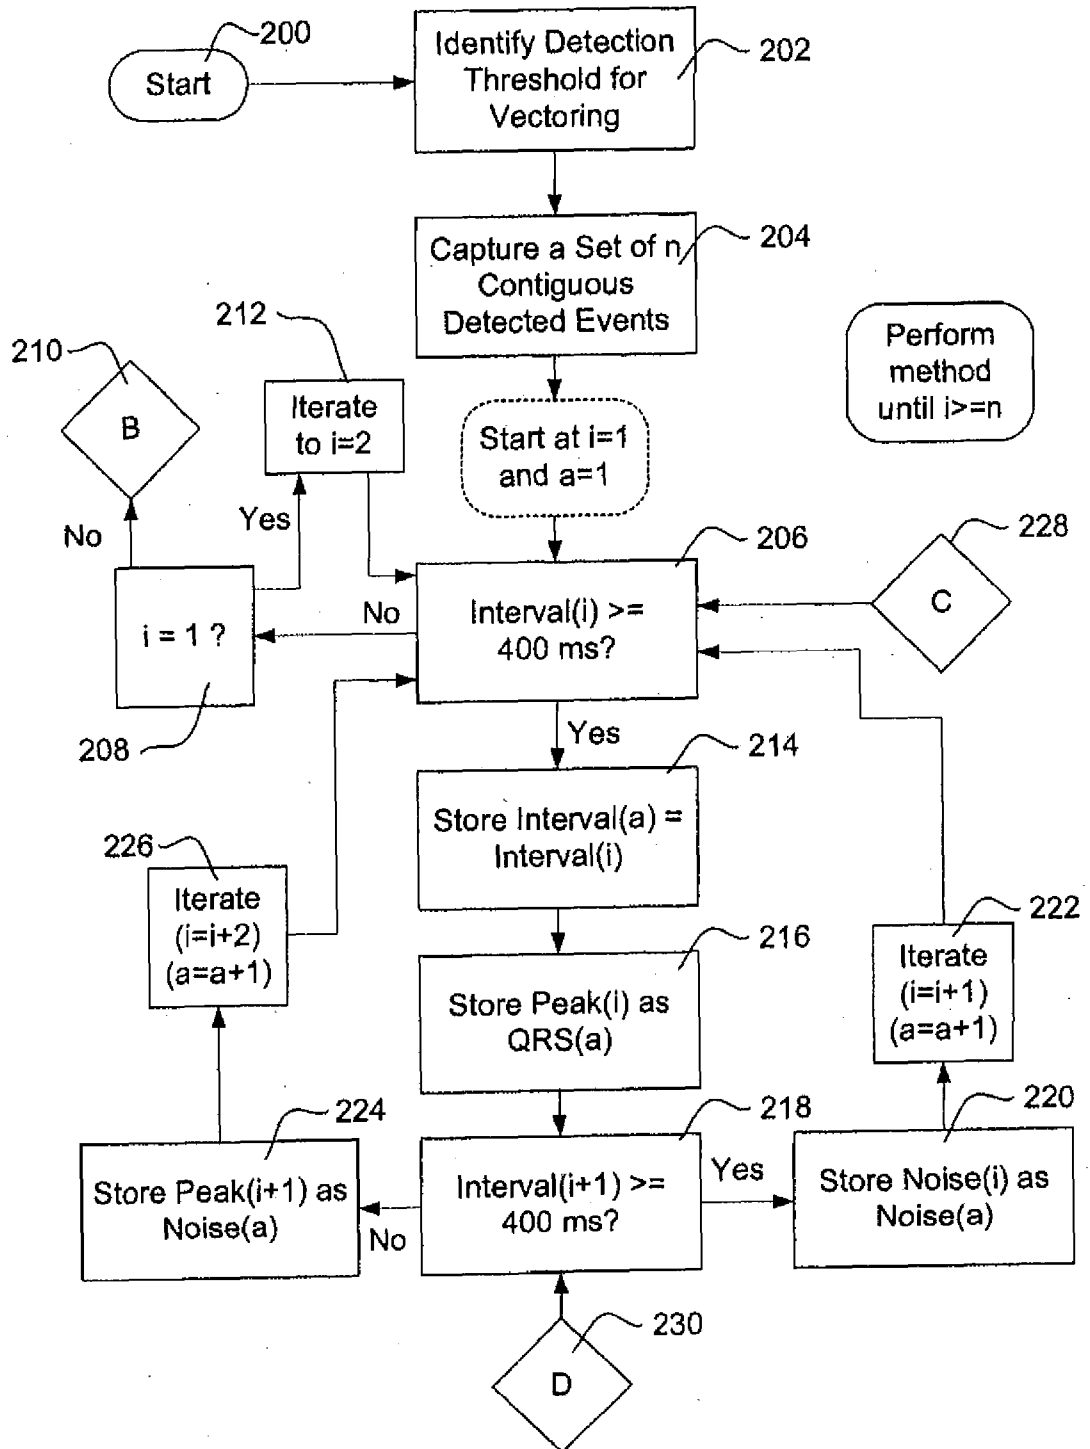 200
Start
Identify Detection
Threshold for
Vectoring
202
Capture a Set of n
Contiguous
Detected Events
204
210
B
212
Iterate
to i=2
Start at i=1
and a=1
Perform
method
until i>=n
No
Yes
206
228
C
i = 1 ?
No
Interval(i) >=
400 ms?
208
Yes
214
Store Interval(a) =
Interval(i)
226
Iterate
(i=i+2)
(a=a+1)
216
Store Peak(i) as
QRS(a)
222
Iterate
(i=i+1)
(a=a+1)
224
Store Peak(i+1) as
Noise(a)
No
218
Interval(i+1) >=
400 ms?
Yes
220
Store Noise(i) as
Noise(a)
230
D